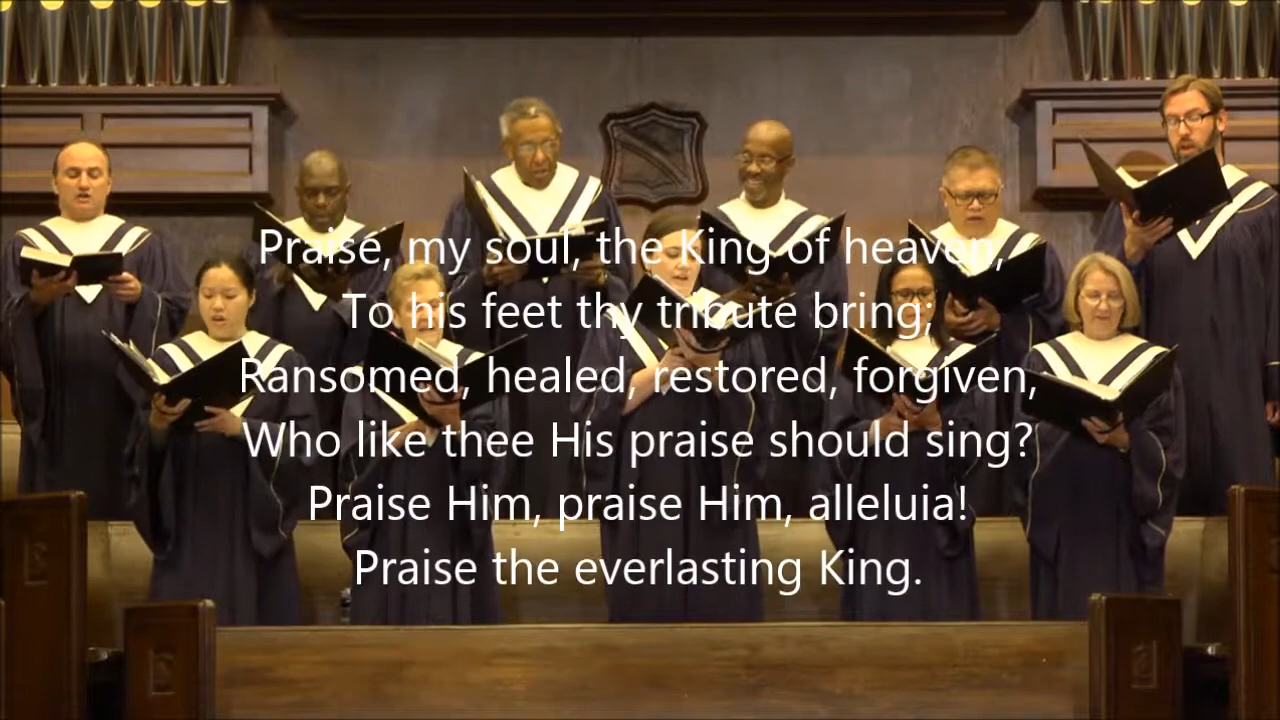 Praise, my soul, the King of heaven,
To his feet thy tribute bring;
Ransomed, healed, restored, forgiven,
Who like thee His praise should sing?
Praise Him, praise Him, alleluia!
Praise the everlasting King.